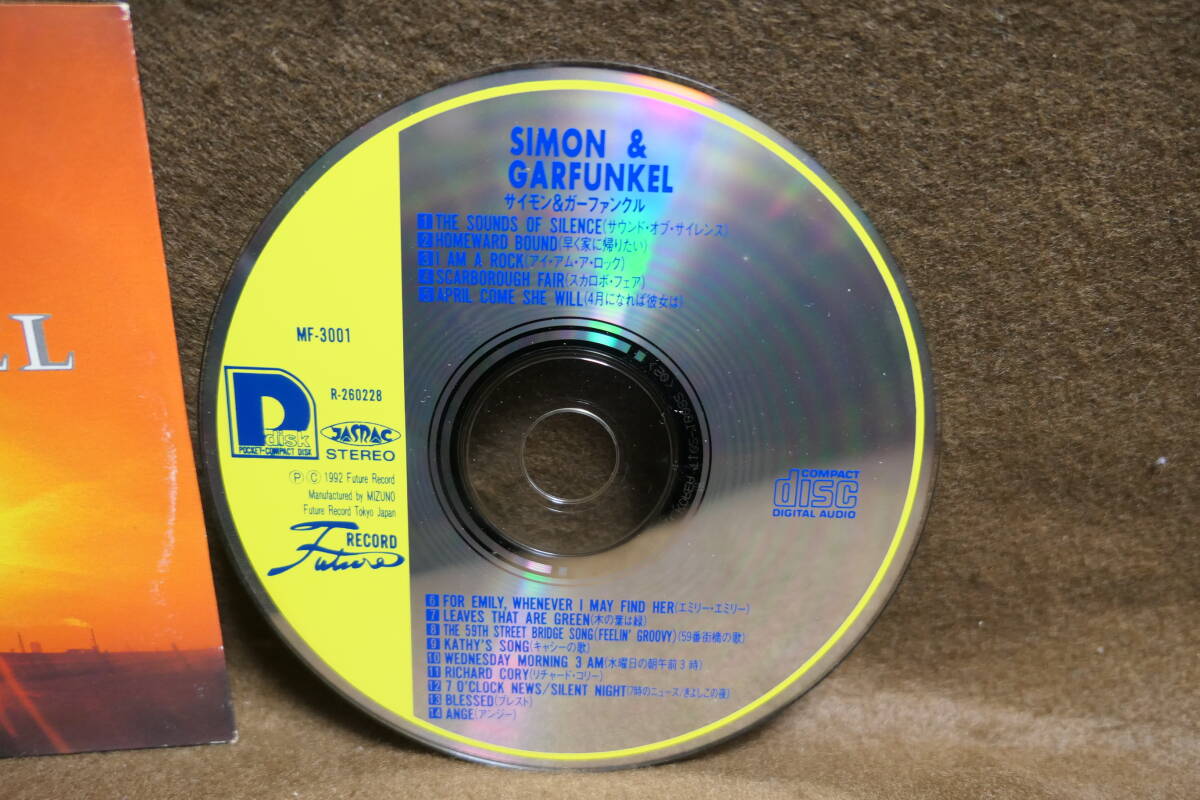 LL
SIMON &
GARFUNKEL
サイモン&ガーファンクル
1 THE SOUNDS OF SILENCE(サウンド・オブ・サイレンス)
2 HOMEWARD BOUND(早く家に帰りたい)
3 I AM A ROCK(アイ・アム・ア・ロック)
4 SCARBOROUGH FAIR(スカロボ・フェア)
5 APRIL COME SHE WILL(4月になれば彼女は)
MF-3001
R-260228
P disk
POCKET-COMPACT DISK
JASRAC
STEREO
Ⓟ Ⓒ 1992 Future Record
Manufactured by MIZUNO
Future Record Tokyo Japan
RECORD
Future
COMPACT
disc
DIGITAL AUDIO
6 FOR EMILY, WHENEVER I MAY FIND HER(エミリー・エミリー)
7 LEAVES THAT ARE GREEN(木の葉は緑)
8 THE 59TH STREET BRIDGE SONG(FEELIN' GROOVY)(59番街橋の歌)
9 KATHY'S SONG(キャシーの歌)
10 WEDNESDAY MORNING 3 AM(水曜日の朝午前3時)
11 RICHARD CORY(リチャード・コリー)
12 7 O'CLOCK NEWS/SILENT NIGHT(7時のニュース/きよしこの夜)
13 BLESSED(ブレスト)
14 ANGE(アンジー)